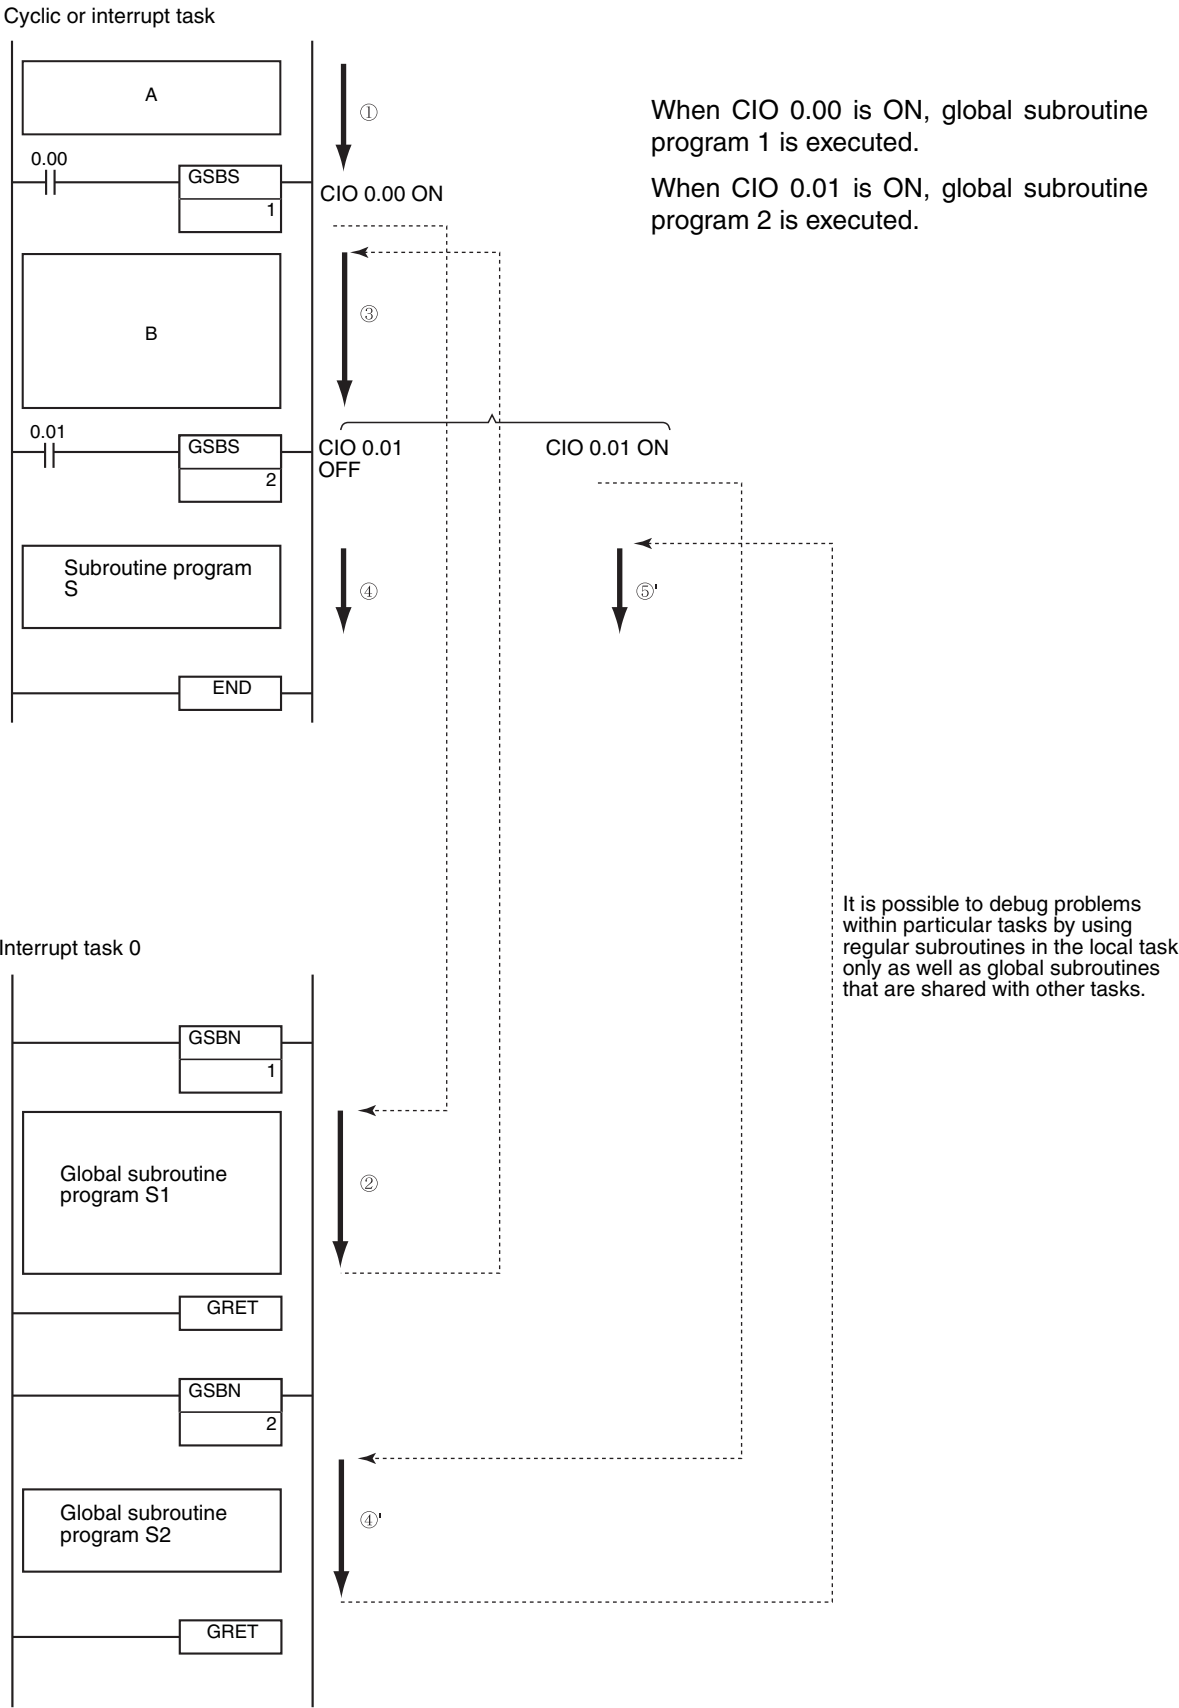 Cyclic or interrupt task
A
①
When CIO 0.00 is ON, global subroutine
program 1 is executed.
0.00
GSBS
1
CIO 0.00 ON
When CIO 0.01 is ON, global subroutine
program 2 is executed.
B
③
0.01
GSBS
2
CIO 0.01
OFF
CIO 0.01 ON
Subroutine program
S
④
⑤'
END
It is possible to debug problems
within particular tasks by using
regular subroutines in the local task
only as well as global subroutines
that are shared with other tasks.
Interrupt task 0
GSBN
1
Global subroutine
program S1
②
GRET
GSBN
2
Global subroutine
program S2
④'
GRET